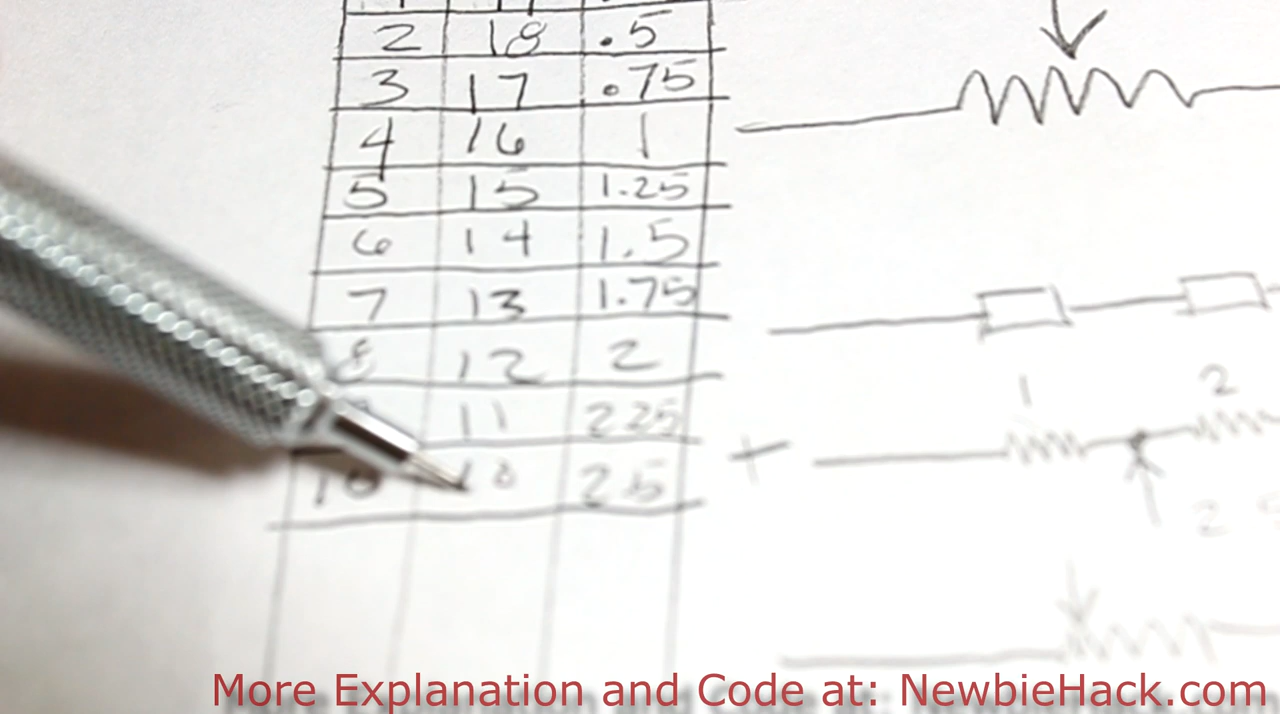 2 18 .5
3 17 .75
4 16 1
5 15 1.25
6 14 1.5
7 13 1.75
8 12 2
11 2.25
10 10 2.5
1 2
+
More Explanation and Code at: NewbieHack.com